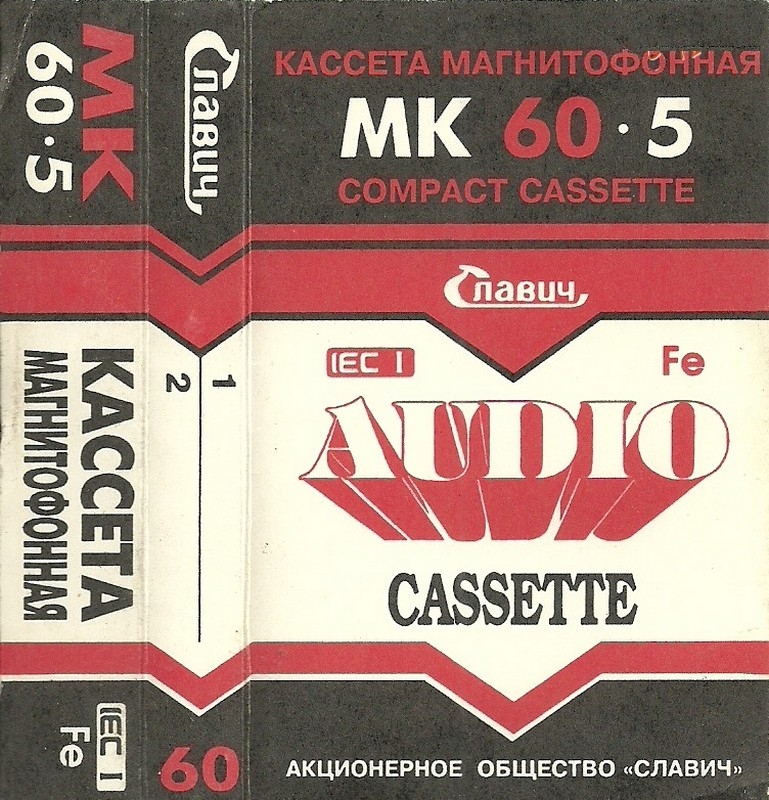 МК
60·5
Славич
КАССЕТА МАГНИТОФОННАЯ
МК 60·5
COMPACT CASSETTE
Славич
IEC I
Fe
AUDIO
CASSETTE
1
2
КАССЕТА
МАГНИТОФОННАЯ
IEC I
Fe
60
АКЦИОНЕРНОЕ ОБЩЕСТВО «СЛАВИЧ»